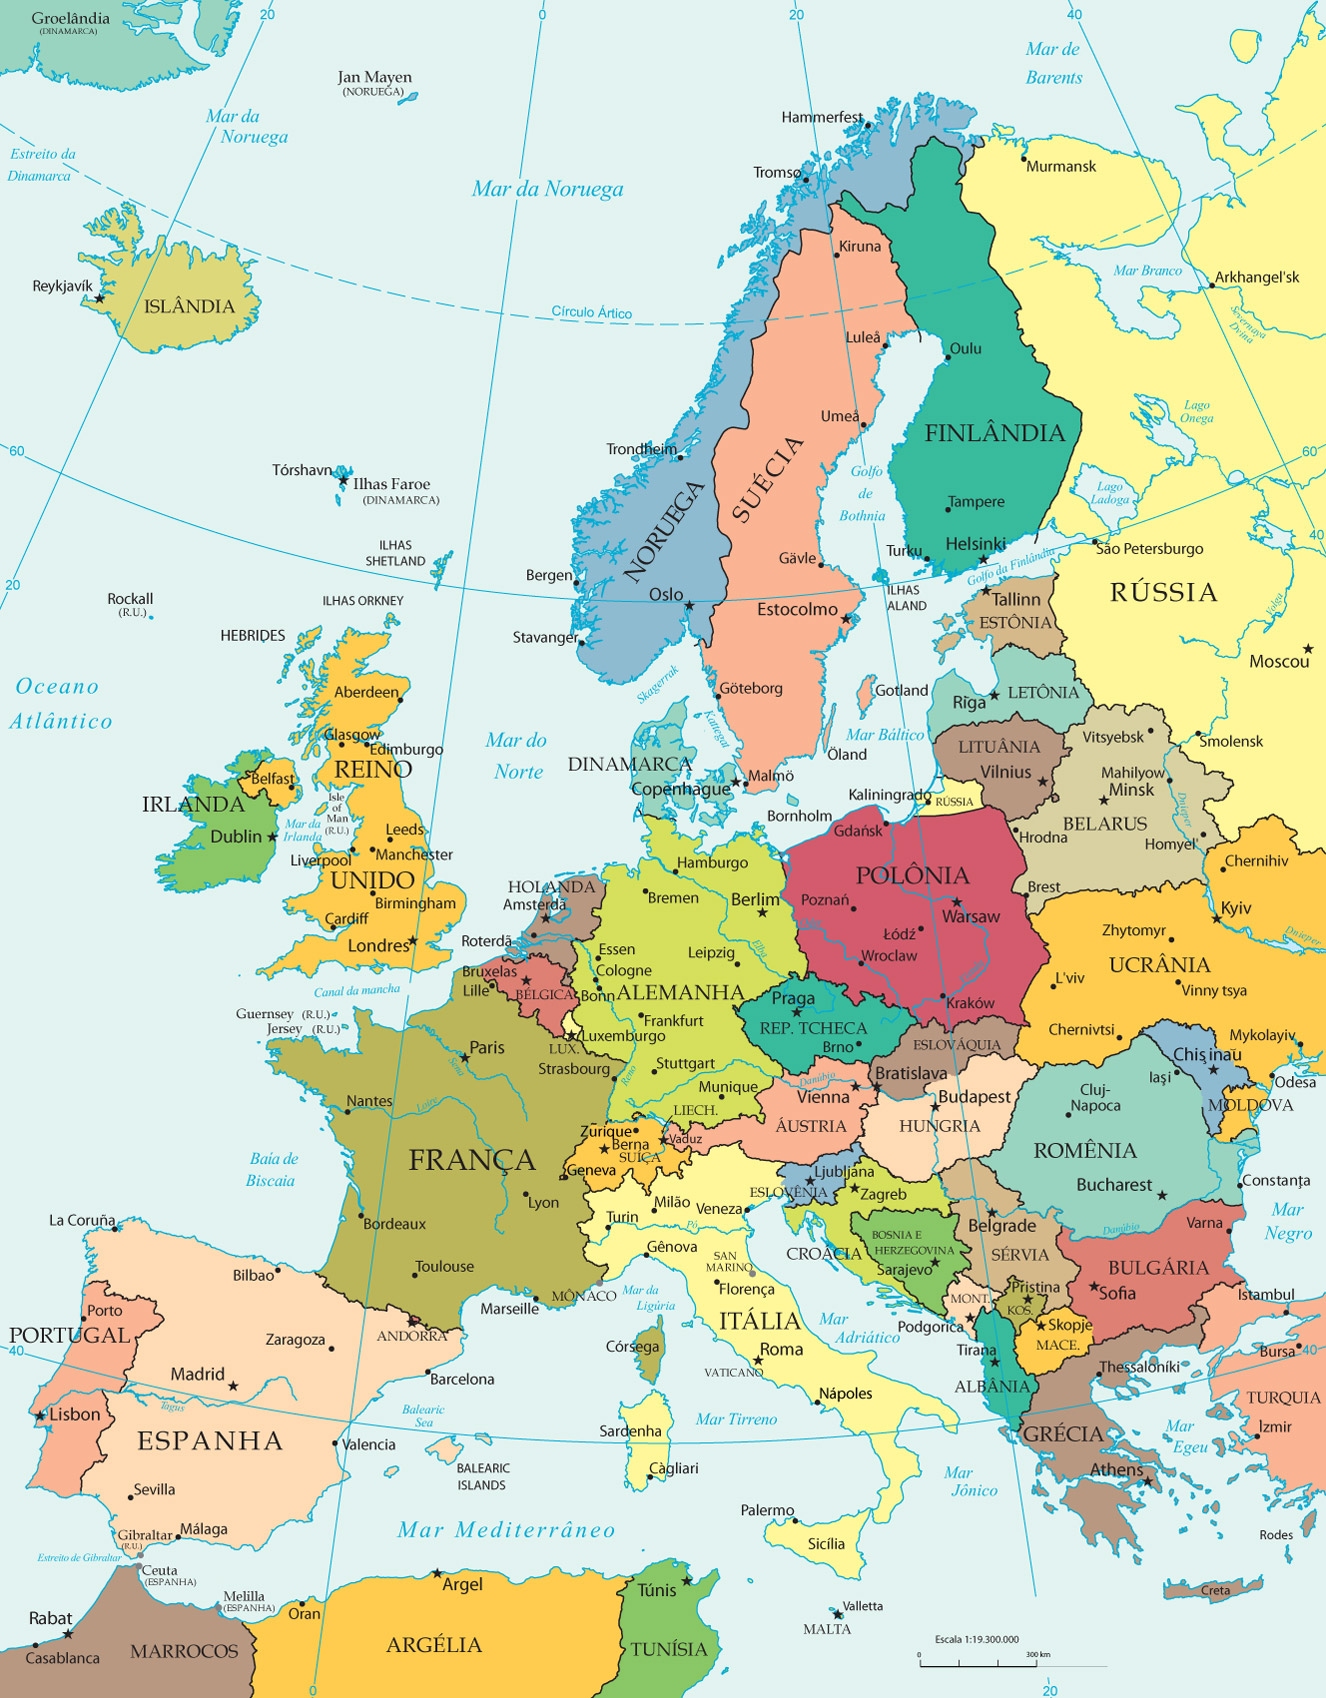 20
0
20
40
Groelândia
(DINAMARCA)
Jan Mayen
(NORUEGA)
Mar de
Barents
Mar da
Noruega
Estreito da
Dinamarca
Mar da Noruega
Hammerfest
Tromsø
Murmansk
Kiruna
Mar Branco
Arkhangel'sk
Severnaya
Dvina
Reykjavík
ISLÂNDIA
Círculo Ártico
Luleå
Oulu
Umeå
Lago
Onega
FINLÂNDIA
SUÉCIA
NORUEGA
Trondheim
60
60
Tórshavn
Ilhas Faroe
(DINAMARCA)
Golfo
de
Bothnia
Lago
Ladoga
Tampere
40
ILHAS
SHETLAND
Turku
Helsinki
São Petersburgo
Golfo da Finlândia
Gävle
Bergen
20
Rockall
(R.U.)
ILHAS ORKNEY
Oslo
Estocolmo
ILHAS
ALAND
Tallinn
ESTÔNIA
RÚSSIA
Volga
HEBRIDES
Stavanger
Moscou
Oceano
Atlântico
Aberdeen
Skagerrak
Göteborg
Gotland
Rīga
LETÔNIA
Kattegat
Glasgow
Edimburgo
Mar do
Norte
Mar Báltico
Öland
LITUÂNIA
Vilnius
Vitsyebsk
Smolensk
REINO
UNIDO
Belfast
DINAMARCA
Copenhague
Malmö
Kaliningrado
RÚSSIA
Mahilyow
Minsk
Dnieper
IRLANDA
Isle
of
Man
(R.U.)
Mar da
Irlanda
Dublin
Leeds
Liverpool
Manchester
Bornholm
Gdańsk
Hrodna
BELARUS
Homyel'
Birmingham
Cardiff
Londres
HOLANDA
Amsterdã
Roterdã
Hamburgo
Bremen
Berlim
POLÔNIA
Poznań
Warsaw
Brest
Chernihiv
Kyiv
Dnieper
Łódź
Zhytomyr
Bruxelas
Lille
BÉLGICA
Essen
Cologne
Bonn
Leipzig
Elba
Wroclaw
UCRÂNIA
L'viv
Vinny tsya
Canal da mancha
Guernsey (R.U.)
Jersey (R.U.)
ALEMANHA
Frankfurt
Praga
REP. TCHECA
Brno
Kraków
Chernivtsi
Mykolayiv
LUX.
Luxemburgo
Paris
Sena
Strasbourg
Reno
Stuttgart
ESLOVÁQUIA
Bratislava
Chișinau
Iași
Odesa
Munique
Danúbio
Vienna
Budapest
Cluj-
Napoca
MOLDOVA
Nantes
Loire
LIECH.
ÁUSTRIA
HUNGRIA
ROMÊNIA
Zurique
Berna
SUIÇA
Vaduz
FRANÇA
Geneva
Baía de
Biscaia
Lyon
ESLOVÊNIA
Ljubljana
Zagreb
Bucharest
Constanța
Milão
Veneza
Turin
Pó
Bordeaux
La Coruña
Belgrade
Danúbio
Varna
Mar
Negro
CROÁCIA
BOSNIA E
HERZEGOVINA
Sarajevo
SÉRVIA
Gênova
SAN
MARINO
Florença
Bilbao
Toulouse
BULGÁRIA
Sofia
Marseille
MÔNACO
Mar da
Ligúria
MONT.
Pristina
KOS.
Istambul
Porto
PORTUGAL
ANDORRA
ITÁLIA
Mar
Adriático
Podgorica
Skopje
MACE.
Zaragoza
Córsega
Roma
VATICANO
Tirana
ALBÂNIA
Bursa
40
40
Madrid
Barcelona
Thessaloníki
Nápoles
TURQUIA
Lisbon
Tagus
Balearic
Sea
Mar Tirreno
Sardenha
ESPANHA
Valencia
GRÉCIA
Mar
Egeu
Izmir
BALEARIC
ISLANDS
Càgliari
Mar
Jônico
Athens
Sevilla
Palermo
Mar Mediterrâneo
Málaga
Gibraltar
(R.U.)
Sicília
Rodes
Estreito de Gibraltar
Ceuta
(ESPANHA)
Argel
Túnis
Creta
Melilla
(ESPANHA)
Oran
Valletta
MALTA
Rabat
Casablanca
MARROCOS
ARGÉLIA
TUNÍSIA
Escala 1:19.300.000
0
300 km
0
20